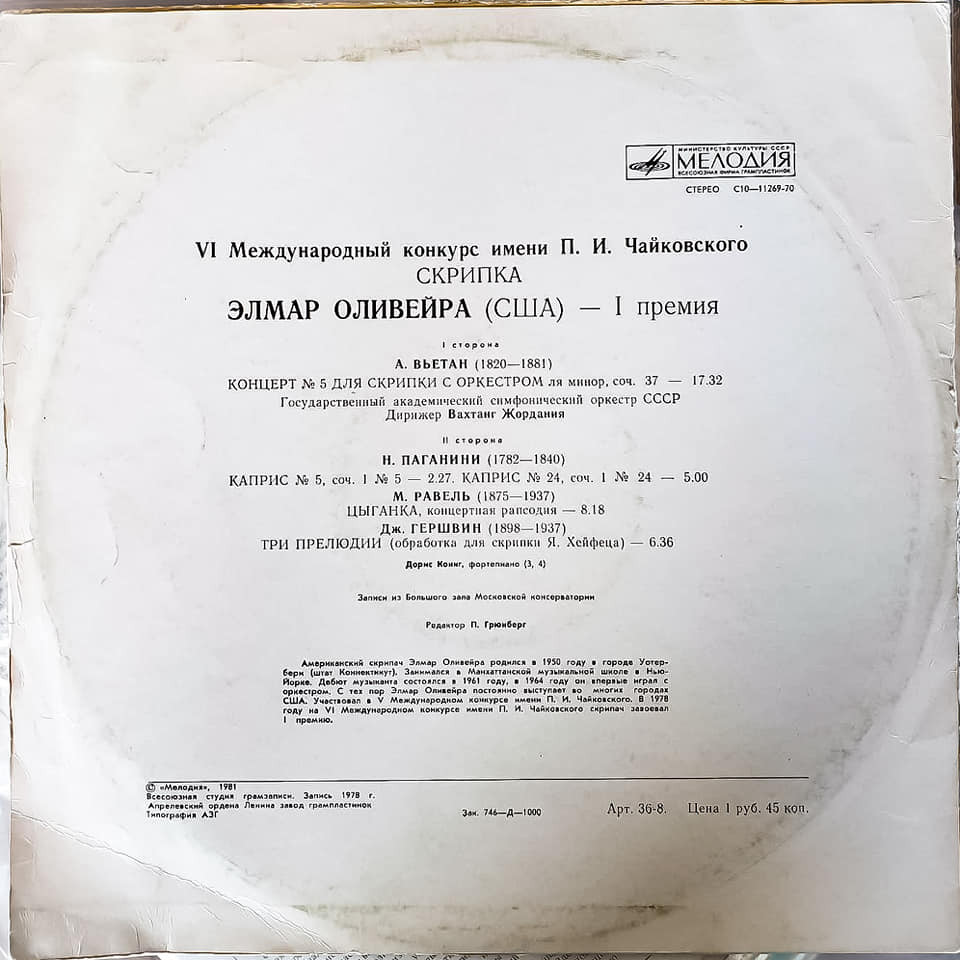 МИНИСТЕРСТВО КУЛЬТУРЫ СССР
МЕЛОДИЯ
ВСЕСОЮЗНАЯ ФИРМА ГРАМПЛАСТИНОК
СТЕРЕО С10—11269-70
VI Международный конкурс имени П. И. Чайковского
СКРИПКА
ЭЛМАР ОЛИВЕЙРА (США) — I премия
I сторона
А. ВЬЕТАН (1820—1881)
КОНЦЕРТ № 5 ДЛЯ СКРИПКИ С ОРКЕСТРОМ ля минор, соч. 37 — 17.32
Государственный академический симфонический оркестр СССР
Дирижер Вахтанг Жордания
II сторона
Н. ПАГАНИНИ (1782—1840)
КАПРИС № 5, соч. 1 № 5 — 2.27. КАПРИС № 24, соч. 1 № 24 — 5.00
М. РАВЕЛЬ (1875—1937)
ЦЫГАНКА, концертная рапсодия — 8.18
ДЖ. ГЕРШВИН (1898—1937)
ТРИ ПРЕЛЮДИИ (обработка для скрипки Я. Хейфеца) — 6.36
Дорис Кониг, фортепиано (3, 4)
Записи из Большого зала Московской консерватории
Редактор П. Грюнберг
Американский скрипач Элмар Оливейра родился в 1950 году в городе Уотер-
бери (штат Коннектикут). Занимался в Манхаттанской музыкальной школе в Нью-
Йорке. Дебют музыканта состоялся в 1961 году, в 1964 году он впервые играл с
оркестром. С тех пор Элмар Оливейра постоянно выступает во многих городах
США. Участвовал в V Международном конкурсе имени П. И. Чайковского. В 1978
году на VI Международном конкурсе имени П. И. Чайковского скрипач завоевал
I премию.
Ⓟ «Мелодия», 1981
Всесоюзная студия грамзаписи. Запись 1978 г.
Апрелевский ордена Ленина завод грампластинок
Типография АЗГ
Зак. 746—Д—1000
Арт. 36-8. Цена 1 руб. 45 коп.